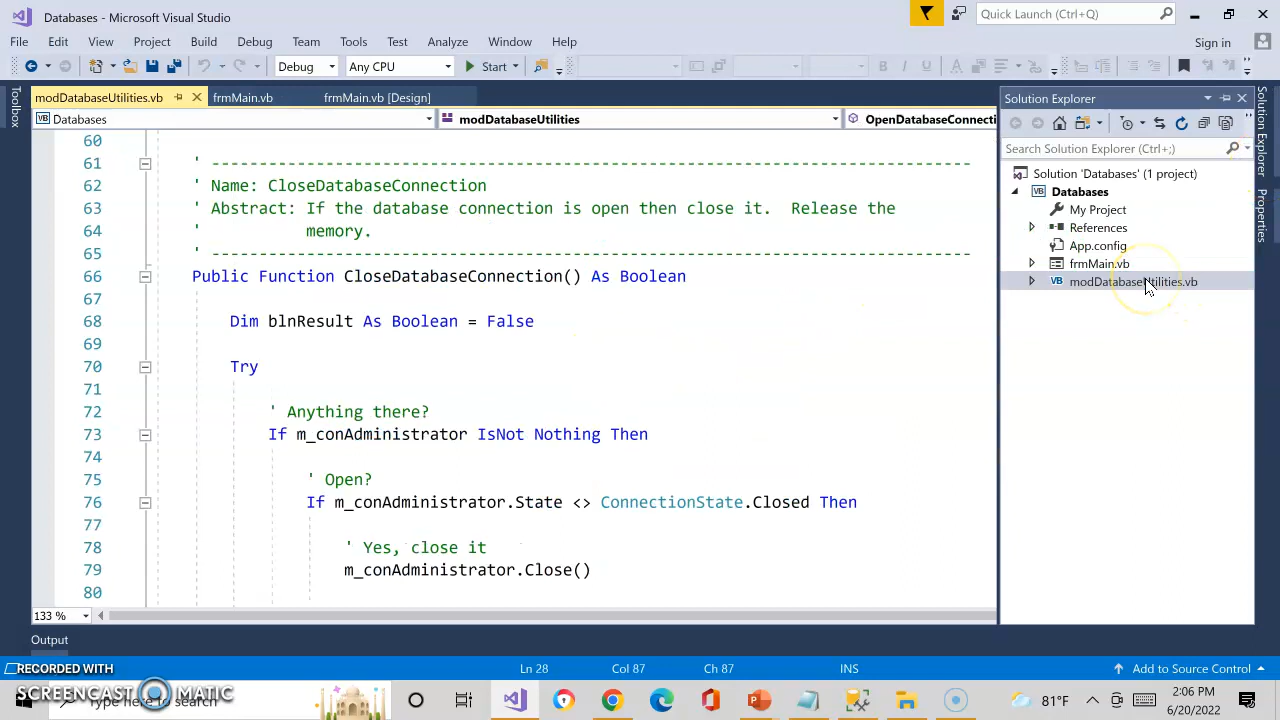 Databases - Microsoft Visual Studio
Quick Launch (Ctrl+Q)
File Edit View Project Build Debug Team Tools Test Analyze Window Help
Sign in
Debug Any CPU Start
Toolbox
modDatabaseUtilities.vb frmMain.vb frmMain.vb [Design]
Databases modDatabaseUtilities OpenDatabaseConnecti
60
61 ' --------------------------------------------------------------------------------
62 ' Name: CloseDatabaseConnection
63 ' Abstract: If the database connection is open then close it. Release the
64 ' memory.
65 ' --------------------------------------------------------------------------------
66 Public Function CloseDatabaseConnection() As Boolean
67
68 Dim blnResult As Boolean = False
69
70 Try
71
72 ' Anything there?
73 If m_conAdministrator IsNot Nothing Then
74
75 ' Open?
76 If m_conAdministrator.State <> ConnectionState.Closed Then
77
78 ' Yes, close it
79 m_conAdministrator.Close()
80
133 %
Solution Explorer
Search Solution Explorer (Ctrl+;)
Solution 'Databases' (1 project)
Databases
My Project
References
App.config
frmMain.vb
modDatabaseUtilities.vb
Solution Explorer
Properties
Output
Ln 28 Col 87 Ch 87 INS Add to Source Control
RECORDED WITH
SCREENCAST MATIC
Type here to search
81°F
2:06 PM
6/20/2022